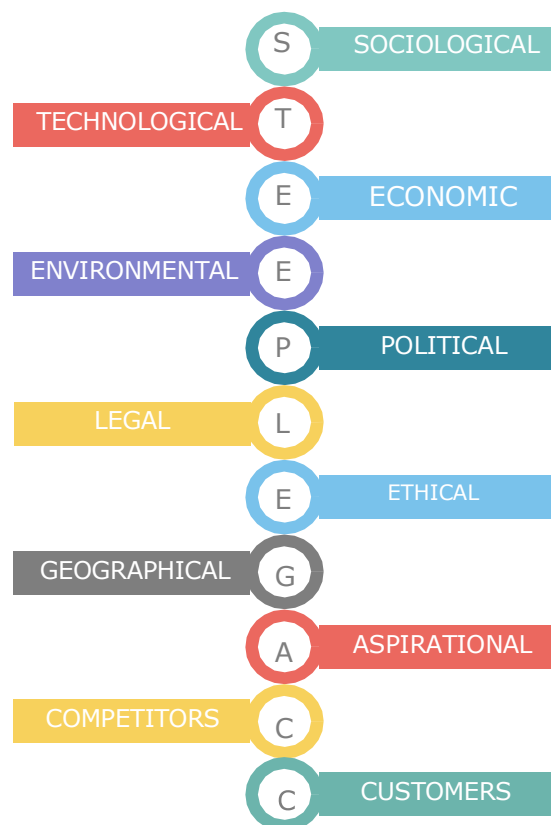 S SOCIOLOGICAL
TECHNOLOGICAL T
E ECONOMIC
ENVIRONMENTAL E
P POLITICAL
LEGAL L
E ETHICAL
GEOGRAPHICAL G
A ASPIRATIONAL
COMPETITORS C
C CUSTOMERS